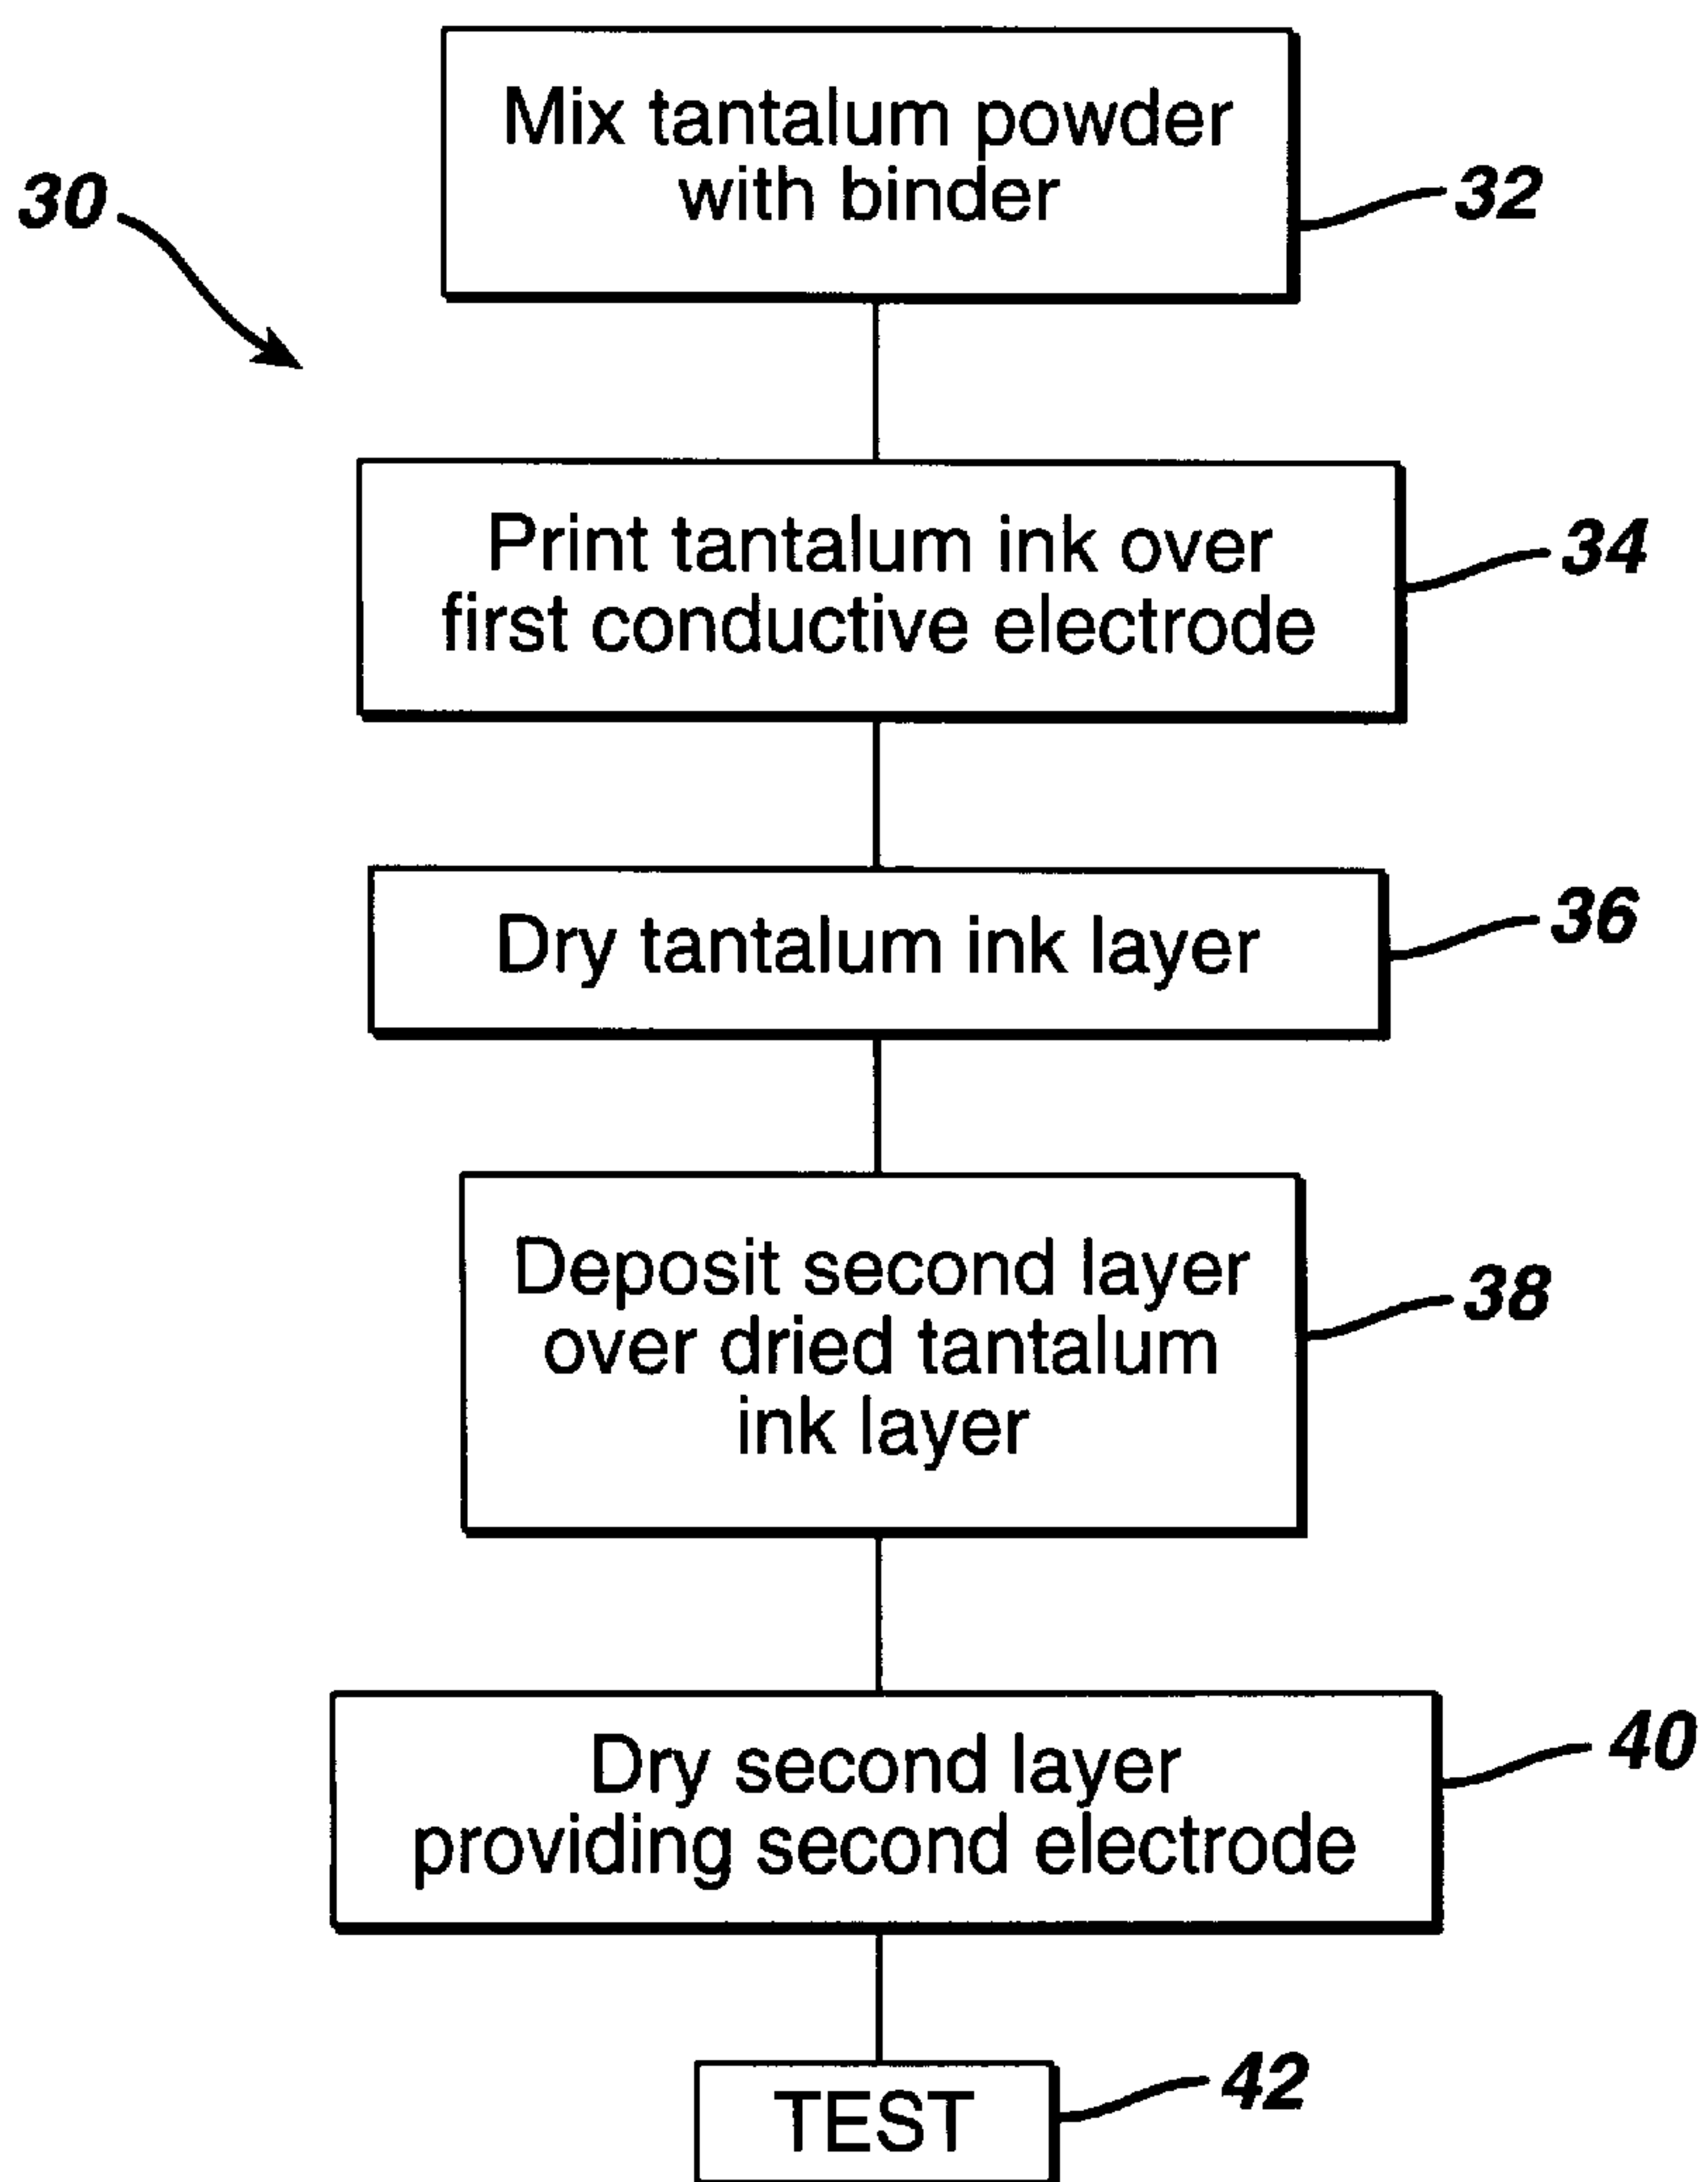 30
Mix tantalum powder
with binder
32
Print tantalum ink over
first conductive electrode
34
Dry tantalum ink layer
36
Deposit second layer
over dried tantalum
ink layer
38
Dry second layer
providing second electrode
40
TEST
42